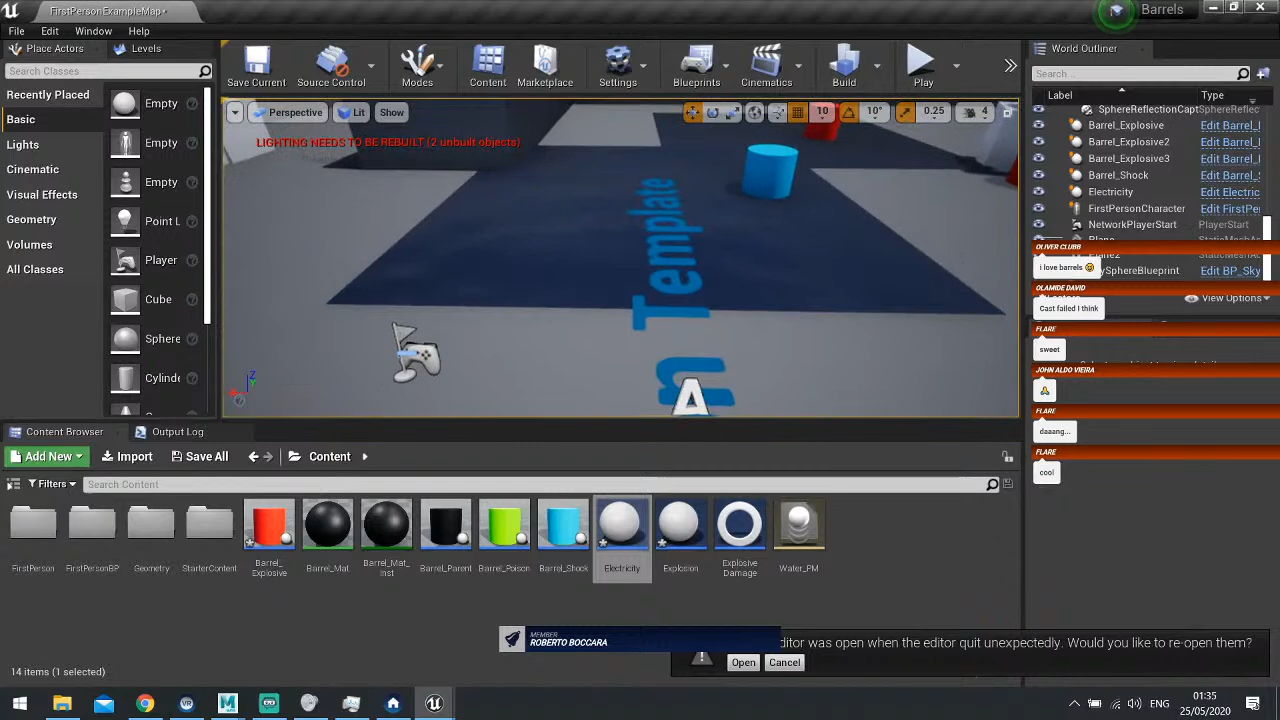 FirstPersonExampleMap*
Barrels
File Edit Window Help
Place Actors Levels
World Outliner
Search Classes
Save Current Source Control Modes Content Marketplace Settings Blueprints Cinematics Build Play
Search...
Recently Placed
Basic
Lights
Cinematic
Visual Effects
Geometry
Volumes
All Classes
Empty
Empty
Empty
Point L
Player
Cube
Sphere
Cylinde
Perspective Lit Show
10 10° 0.25 4
LIGHTING NEEDS TO BE REBUILT (2 unbuilt objects)
n Template
Z
Label Type
SphereReflectionCapt SphereReflec
Barrel_Explosive Edit Barrel_
Barrel_Explosive2 Edit Barrel_
Barrel_Explosive3 Edit Barrel_
Barrel_Shock Edit Barrel_
Electricity Edit Electric
FirstPersonCharacter Edit FirstPe
NetworkPlayerStart PlayerStart
OLIVER CLUBB
i love barrels
ySphereBlueprint Edit BP_Sky
OLAMIDE DAVID
View Options
Cast failed I think
FLARE
sweet
JOHN ALDO VIEIRA
FLARE
daaang...
FLARE
cool
Content Browser Output Log
Add New Import Save All Content
Filters Search Content
FirstPerson
FirstPersonBP
Geometry
StarterContent
Barrel_
Explosive
Barrel_Mat
Barrel_Mat_
Inst
Barrel_Parent
Barrel_Poison
Barrel_Shock
Electricity
Explosion
Explosive
Damage
Water_PM
MEMBER
ROBERTO BOCCARA
ditor was open when the editor quit unexpectedly. Would you like to re-open them?
Open Cancel
14 items (1 selected)
ENG
01:35
25/05/2020